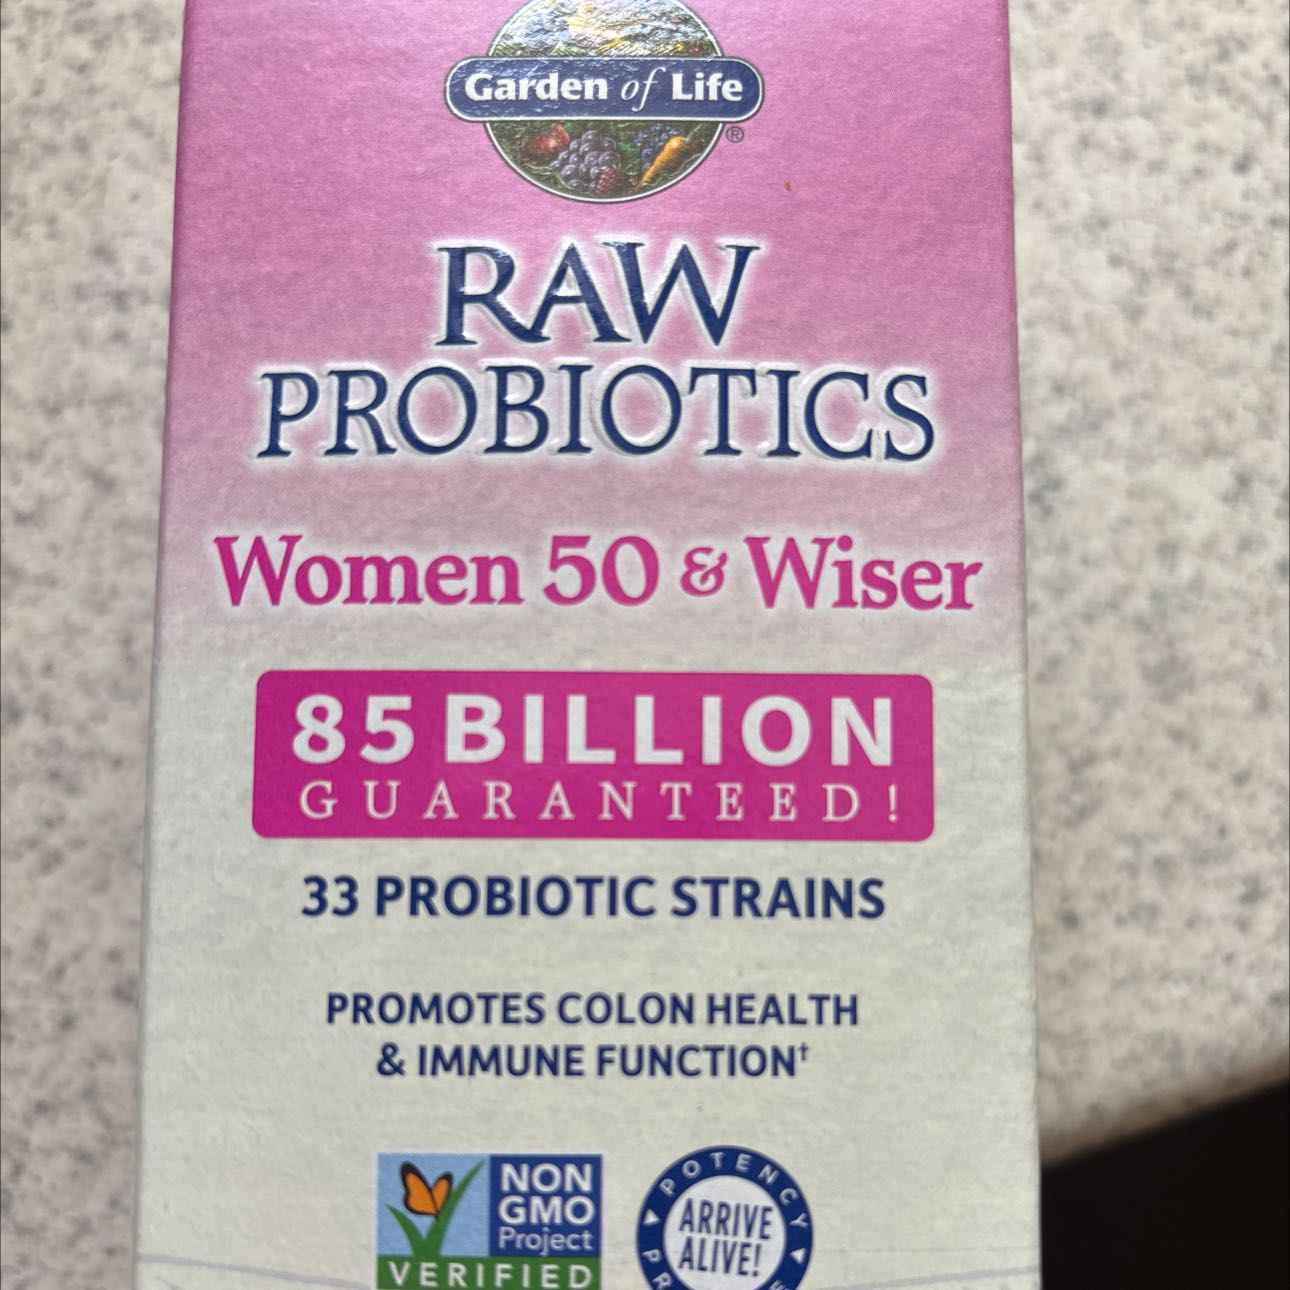 Garden of Life
®
RAW
PROBIOTICS
Women 50 & Wiser
85 BILLION
GUARANTEED!
33 PROBIOTIC STRAINS
PROMOTES COLON HEALTH
& IMMUNE FUNCTION†
NON
GMO
Project
VERIFIED
POTENCY
ARRIVE
ALIVE!